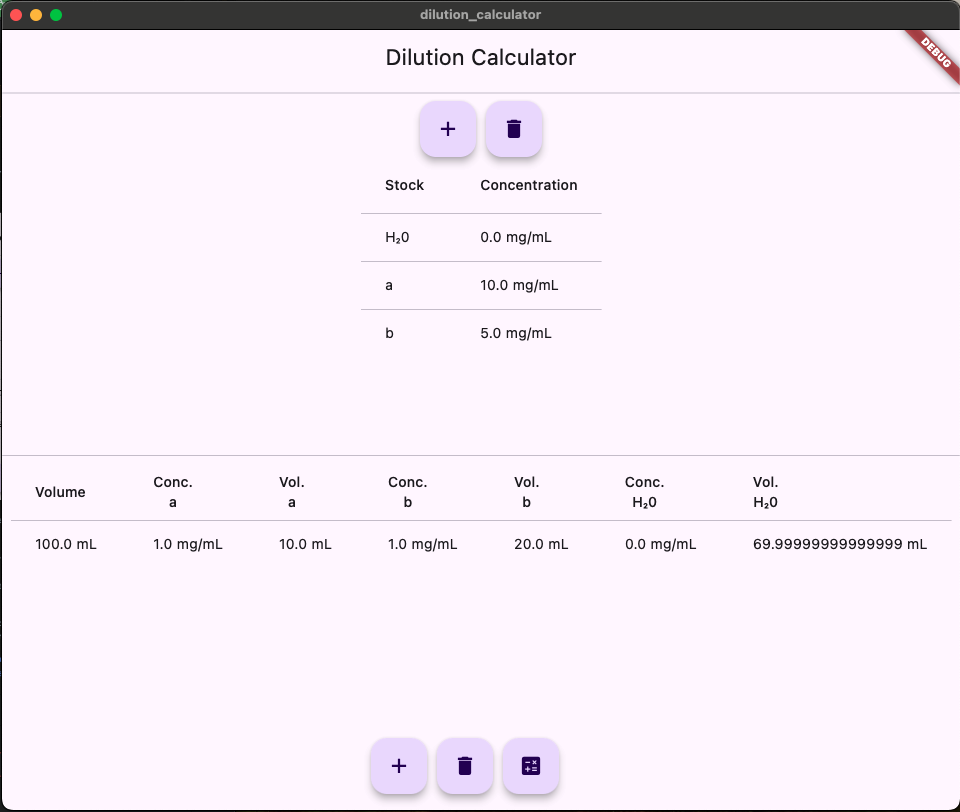 dilution_calculator
Dilution Calculator
DEBUG
Stock Concentration
H₂0 0.0 mg/mL
a 10.0 mg/mL
b 5.0 mg/mL
Volume Conc. a Vol. a Conc. b Vol. b Conc. H₂0 Vol. H₂0
100.0 mL 1.0 mg/mL 10.0 mL 1.0 mg/mL 20.0 mL 0.0 mg/mL 69.99999999999999 mL